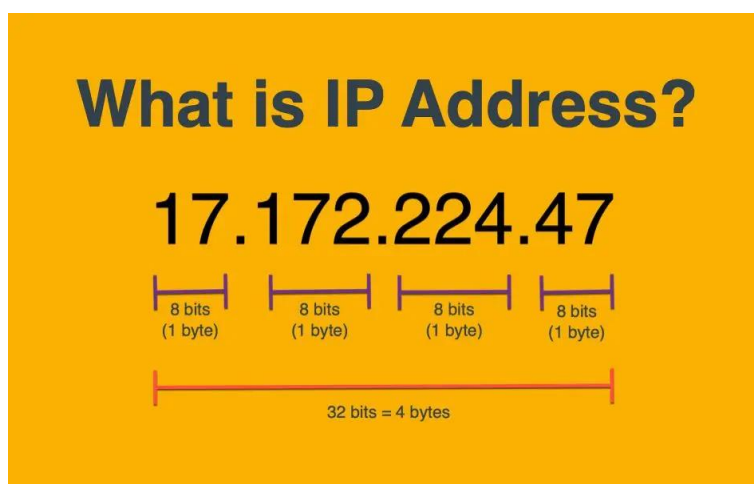 What is IP Address?
17.172.224.47
8 bits 8 bits 8 bits 8 bits
(1 byte) (1 byte) (1 byte) (1 byte)
32 bits = 4 bytes